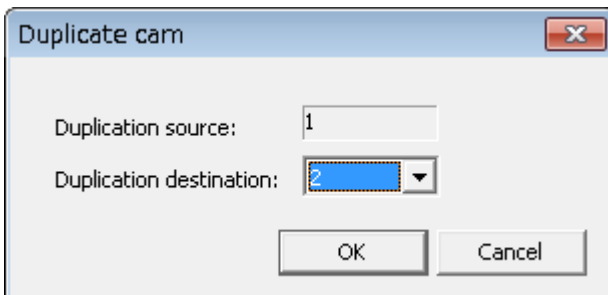 Duplicate cam
Duplication source: 1
Duplication destination: 2
OK Cancel